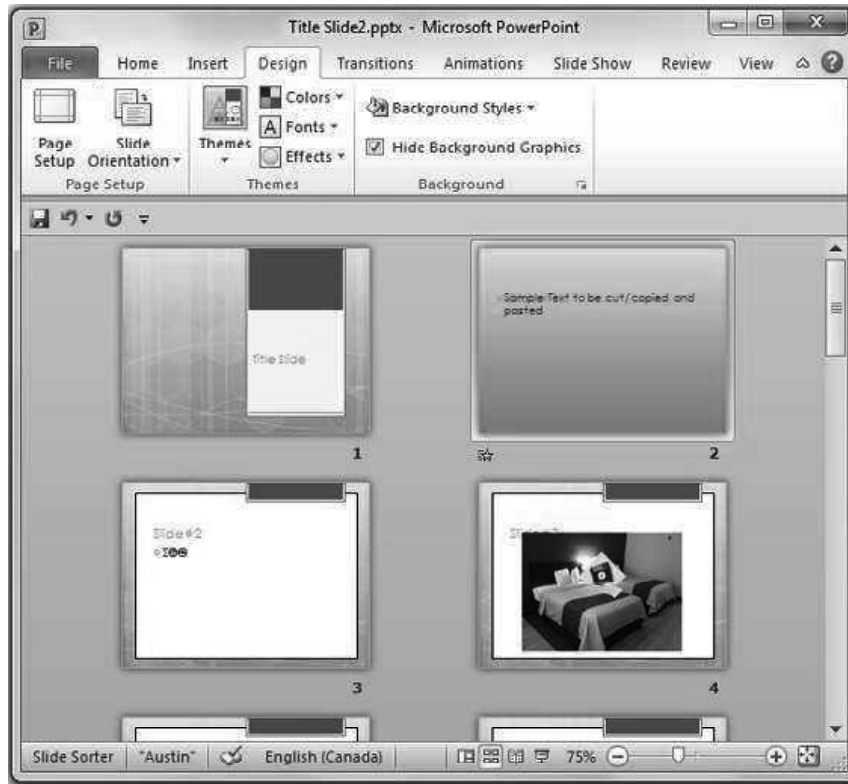 Title Slide2.pptx - Microsoft PowerPoint
File Home Insert Design Transitions Animations Slide Show Review View
Colors
Background Styles
A Fonts
Page Setup
Slide Orientation
Themes
Hide Background Graphics
Effects
Page Setup Themes Background
Title Slide
Sample Text to be cut/copied and
pasted
1 2
Slide #2
3 4
Slide Sorter "Austin" English (Canada) 75%